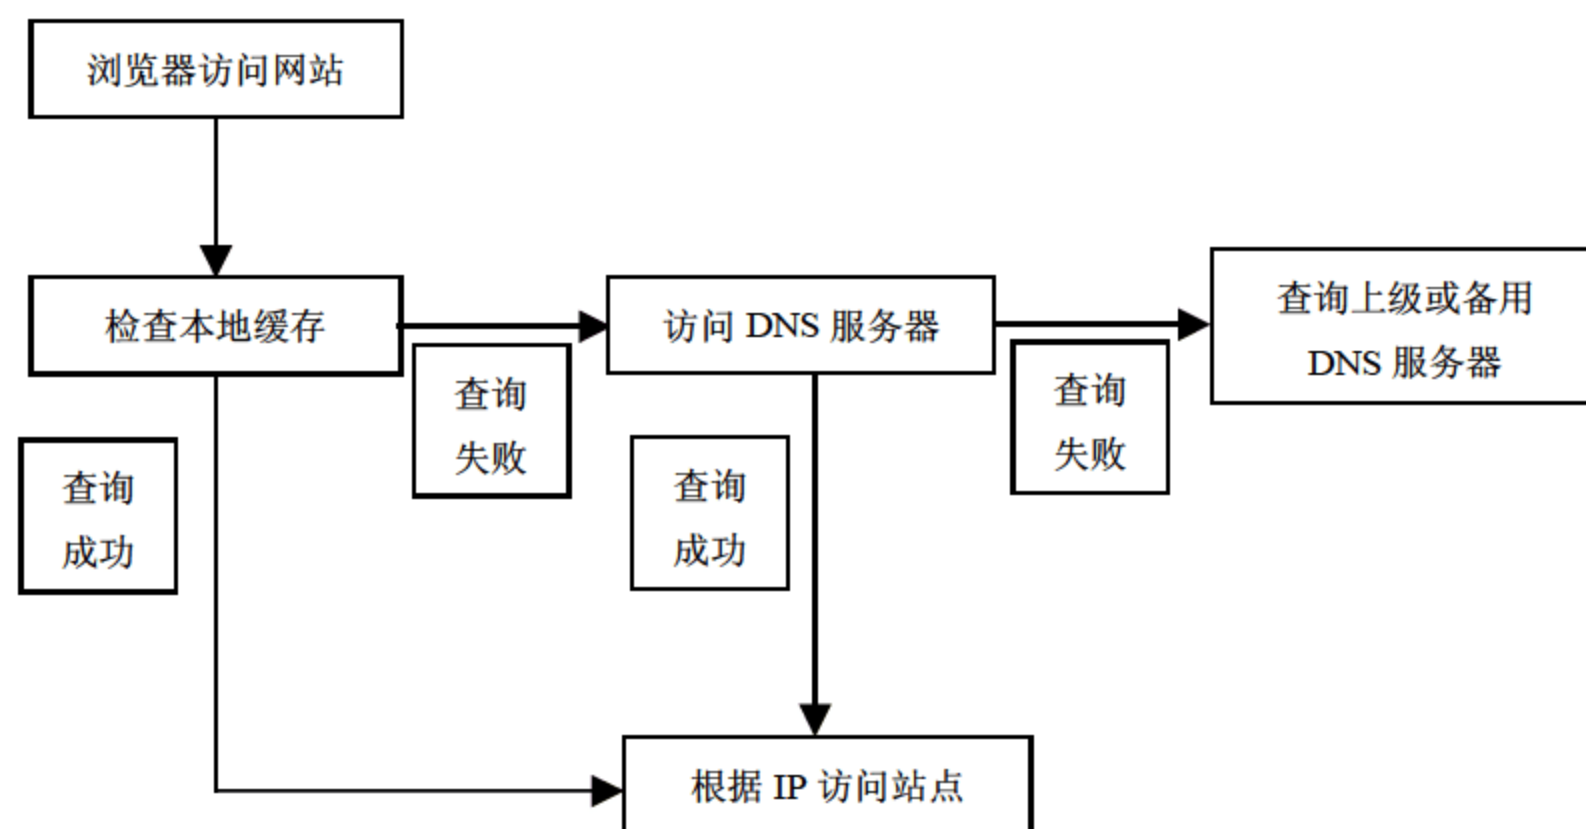 浏览器访问网站
检查本地缓存
访问 DNS 服务器
查询上级或备用
DNS 服务器
查询
失败
查询
失败
查询
成功
查询
成功
根据 IP 访问站点